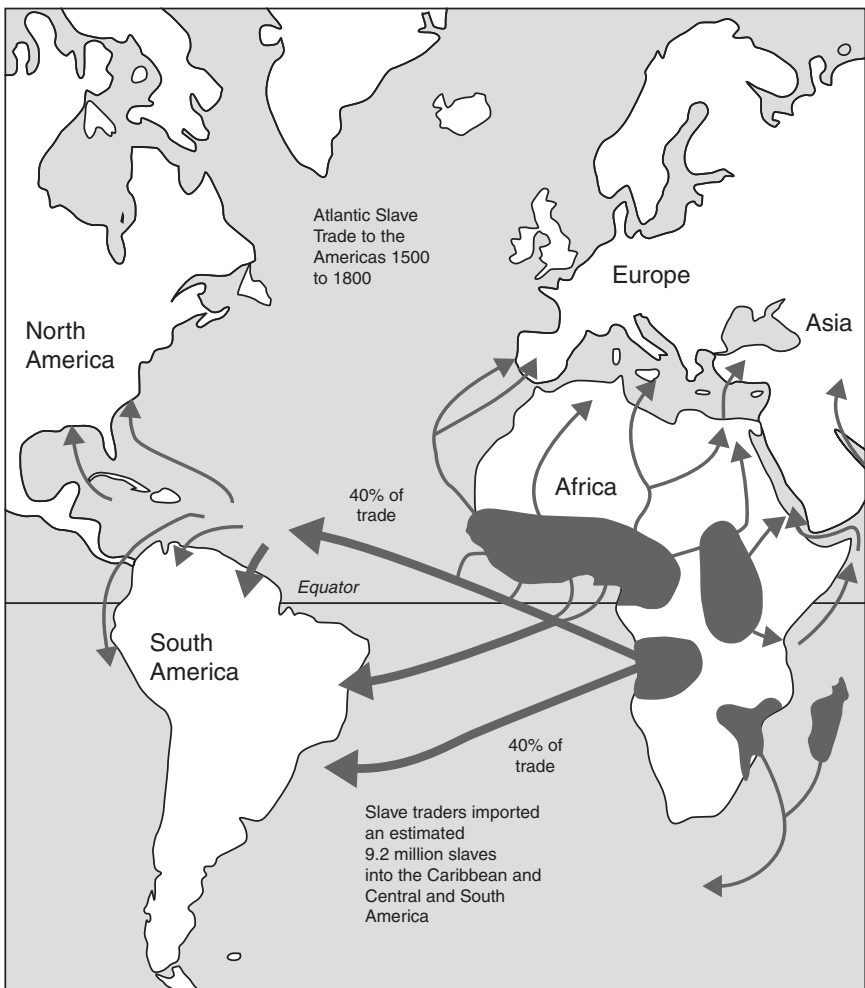 Atlantic Slave
Trade to the
Americas 1500
to 1800
Europe
Asia
North
America
40% of
trade
Africa
Equator
South
America
40% of
trade
Slave traders imported
an estimated
9.2 million slaves
into the Caribbean and
Central and South
America